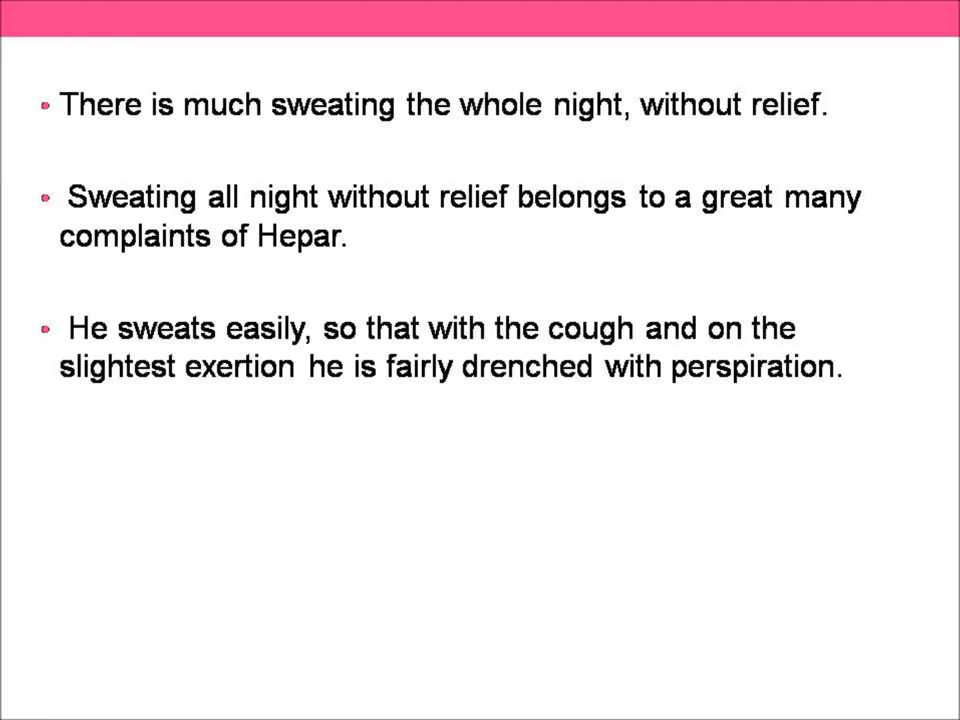 • There is much sweating the whole night, without relief.
• Sweating all night without relief belongs to a great many
complaints of Hepar.
• He sweats easily, so that with the cough and on the
slightest exertion he is fairly drenched with perspiration.